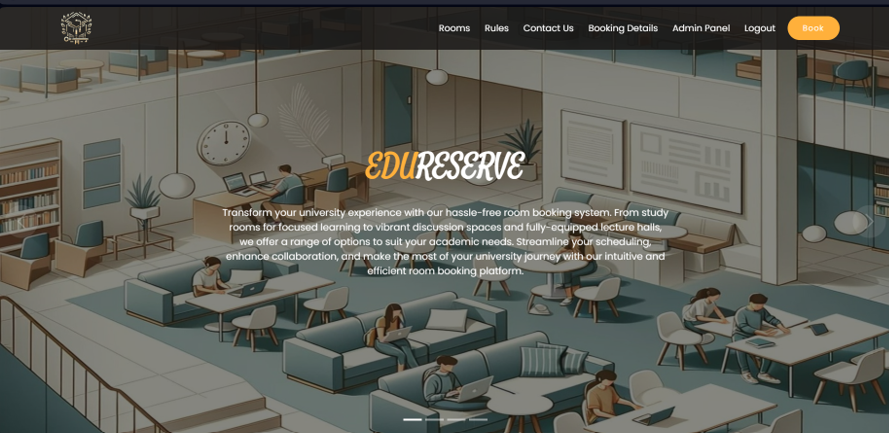 Rooms Rules Contact Us Booking Details Admin Panel Logout Book
EDURESERVE
Transform your university experience with our hassle-free room booking system. From study
rooms for focused learning to vibrant discussion spaces and fully-equipped lecture halls,
we offer a range of options to suit your academic needs. Streamline your scheduling,
enhance collaboration, and make the most of your university journey with our intuitive and
efficient room booking platform.